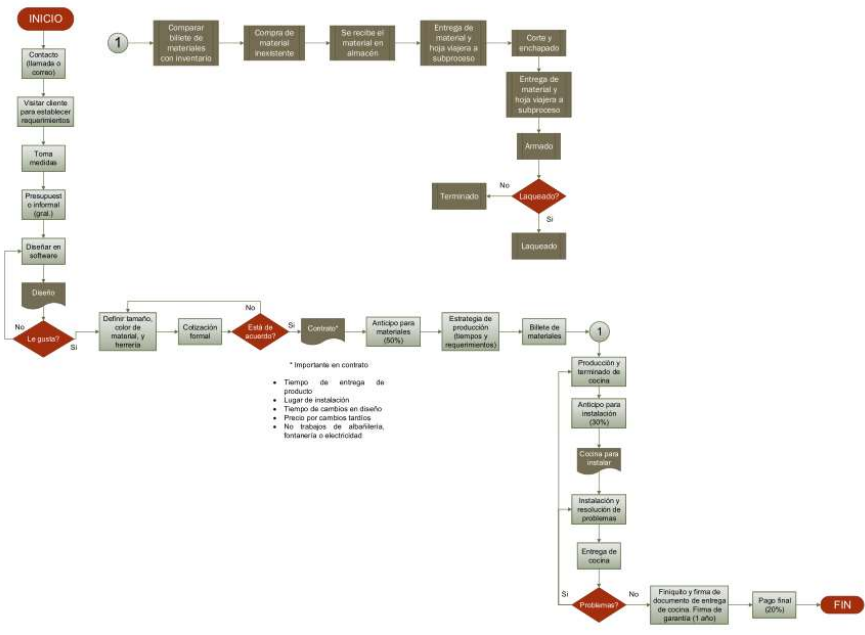 INICIO
Contacto
(llamada o
correo)
Visitar cliente
para establecer
requerimientos
Toma
medidas
Presupuest
o informal
(gral.)
Diseñar en
software
Diseño
No
Le gusta?
Si
1
Comparar
billete de
materiales
con inventario
Compra de
material
inexistente
Se recibe el
material en
almacén
Entrega de
material y
hoja viajera a
subproceso
Corte y
enchapado
Entrega de
material y
hoja viajera a
subproceso
Armado
No
Laqueado?
Terminado
Si
Laqueado
No
Definir tamaño,
color de
material, y
herrería
Cotización
formal
Está de
acuerdo?
Si
Contrato*
Anticipo para
materiales
(50%)
Estrategia de
producción
(tiempos y
requerimientos)
Billete de
materiales
1
* Importante en contrato
• Tiempo de entrega de
producto
• Lugar de instalación
• Tiempo de cambios en diseño
• Precio por cambios tardíos
• No trabajos de albañilería,
fontanería o electricidad
Producción y
terminado de
cocina
Anticipo para
instalación
(30%)
Cocina para
instalar
Instalación y
resolución de
problemas
Entrega de
cocina
Si
Problemas?
No
Finiquito y firma de
documento de entrega
de cocina. Firma de
garantía (1 año)
Pago final
(20%)
FIN